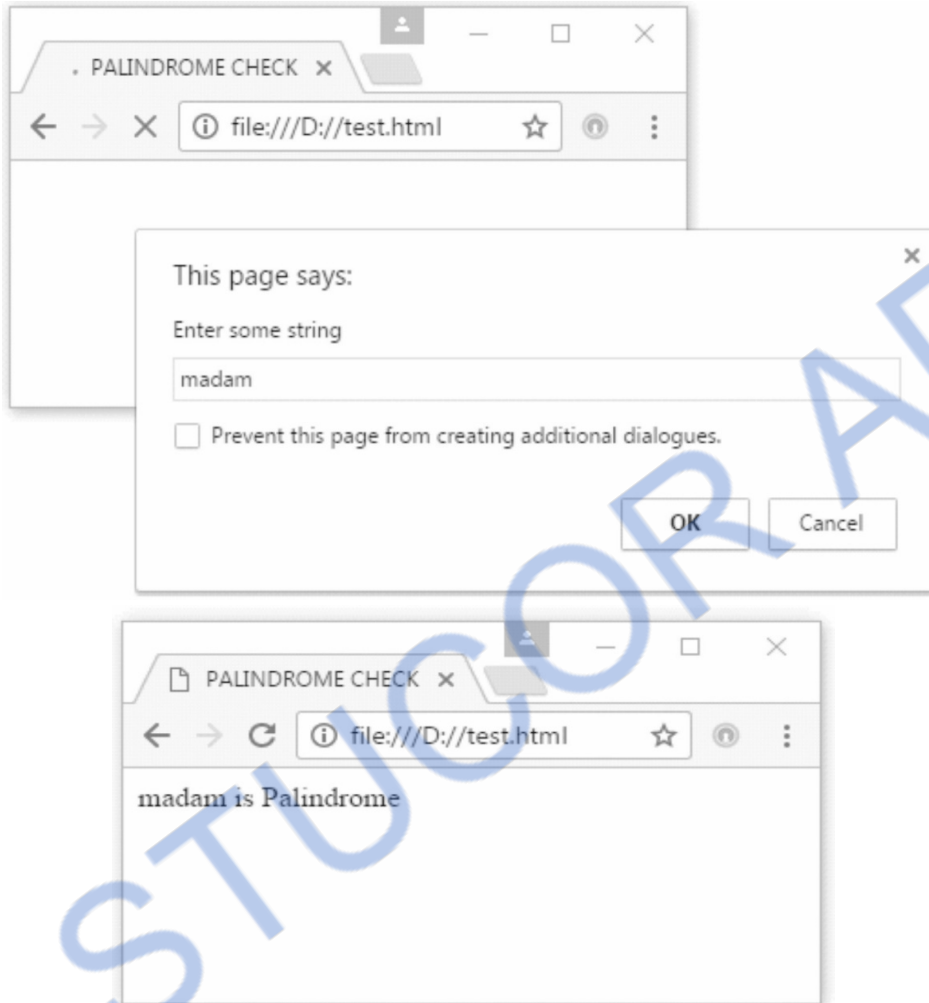 PALINDROME CHECK
file:///D://test.html
This page says:
Enter some string
madam
Prevent this page from creating additional dialogues.
OK Cancel
PALINDROME CHECK
file:///D://test.html
madam is Palindrome
STUCOR AP